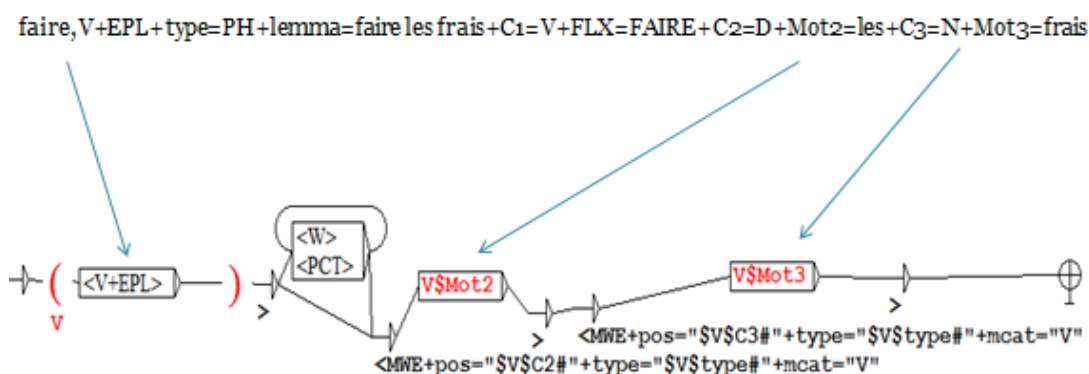 faire,V+EPL+type=PH+lemma=faire les frais+C1=V+FLX=FAIRE+C2=D+Mot2=les+C3=N+Mot3=frais
<W>
<PCT>
( <V+EPL> ) V$Mot2 V$Mot3
V > > >
<MWE+pos="$V$C3#"+type="$V$type#"+mcat="V"
<MWE+pos="$V$C2#"+type="$V$type#"+mcat="V"